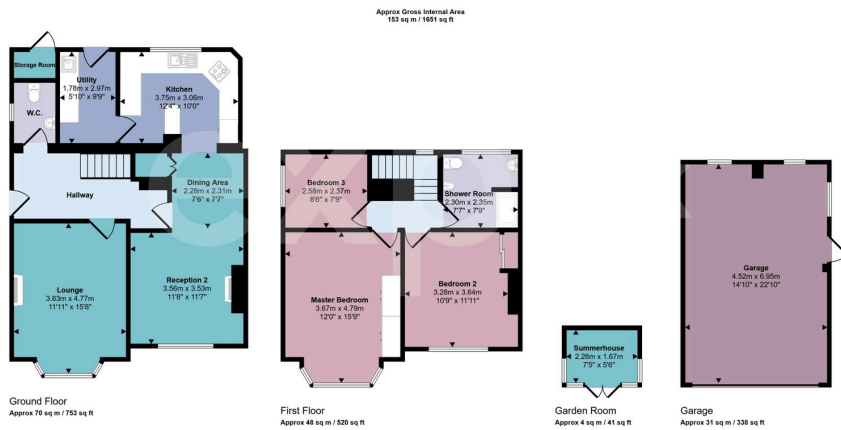 Approx Gross Internal Area
153 sq m / 1651 sq ft
Storage Room
Utility
1.78m x 2.97m
5'10" x 9'9"
Kitchen
3.75m x 3.06m
12'4" x 10'0"
W.C.
Hallway
Dining Area
2.28m x 2.31m
7'6" x 7'7"
Lounge
3.63m x 4.77m
11'11" x 15'8"
Reception 2
3.56m x 3.53m
11'8" x 11'7"
Ground Floor
Approx 70 sq m / 753 sq ft
Bedroom 3
2.58m x 2.37m
8'6" x 7'9"
Shower Room
2.30m x 2.35m
7'7" x 7'9"
Master Bedroom
3.67m x 4.79m
12'0" x 15'9"
Bedroom 2
3.28m x 3.64m
10'9" x 11'11"
First Floor
Approx 48 sq m / 520 sq ft
Summerhouse
2.26m x 1.67m
7'5" x 5'6"
Garden Room
Approx 4 sq m / 41 sq ft
Garage
4.52m x 6.95m
14'10" x 22'10"
Garage
Approx 31 sq m / 338 sq ft